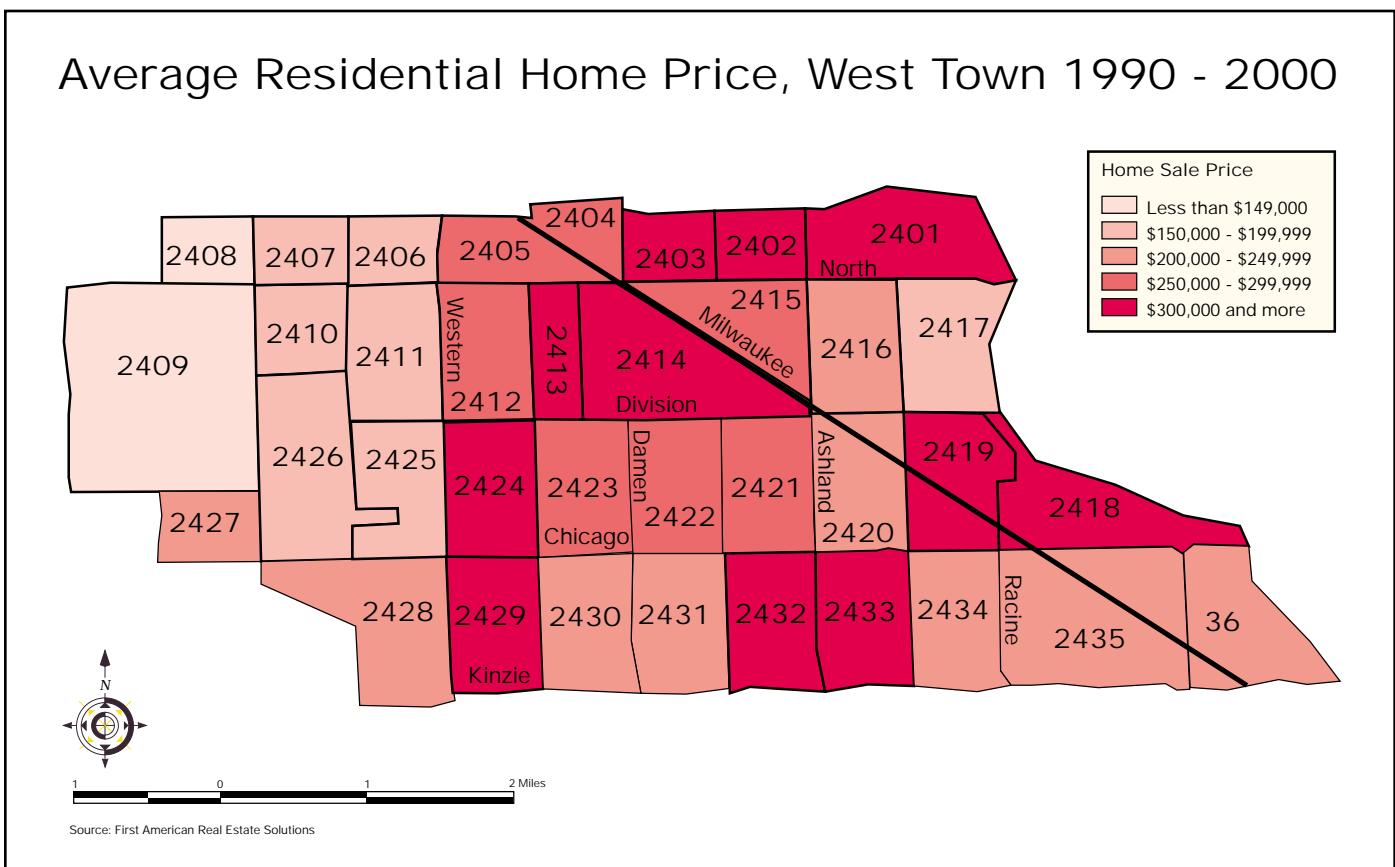 Average Residential Home Price, West Town 1990 - 2000
Home Sale Price
Less than $149,000
$150,000 - $199,999
$200,000 - $249,999
$250,000 - $299,999
$300,000 and more
2404
2408
2407
2406
2405
2403
2402
2401
North
2409
2410
2411
Western
2412
2413
2414
Division
Milwaukee
2415
2416
2417
2426
2425
2424
2423
Chicago
Damen
2422
2421
Ashland
2420
2419
2418
2427
2428
2429
Kinzie
2430
2431
2432
2433
2434
Racine
2435
36
N
1 0 1 2 Miles
Source: First American Real Estate Solutions